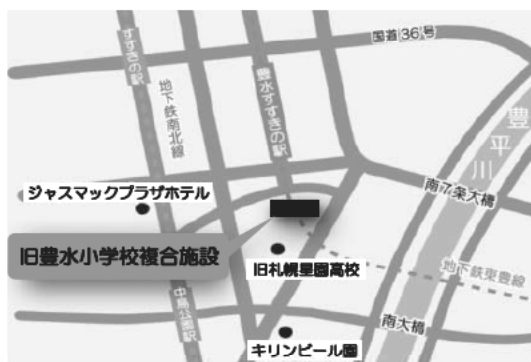 国道36号
すすきの駅
地下鉄南北線
豊水すすきの駅
豊平川
ジャスマックプラザホテル
南7条大橋
旧豊水小学校複合施設
旧札幌星園高校
地下鉄東豊線
中島公園駅
南大橋
キリンビール園